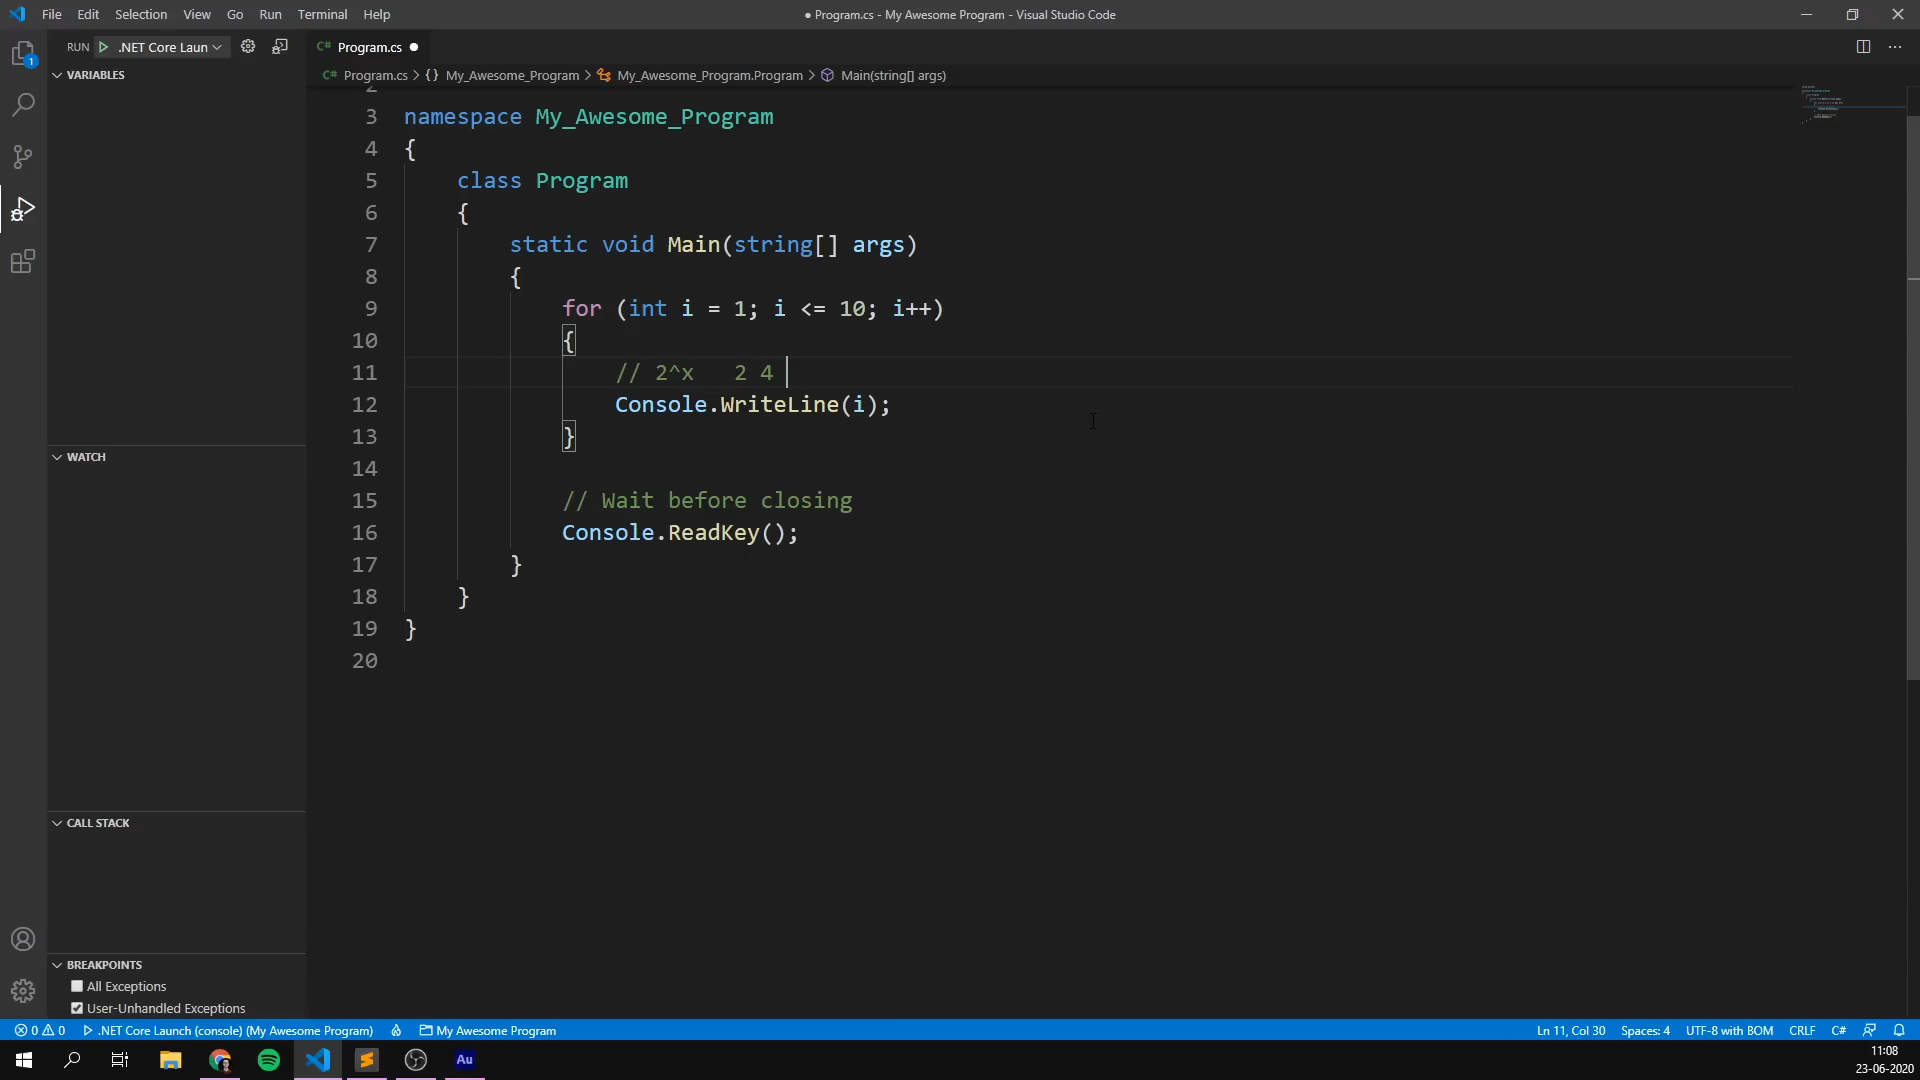 File Edit Selection View Go Run Terminal Help
● Program.cs - My Awesome Program - Visual Studio Code
RUN .NET Core Laun
C# Program.cs ●
C# Program.cs > {} My_Awesome_Program > My_Awesome_Program.Program > Main(string[] args)
VARIABLES
2
3 namespace My_Awesome_Program
4 {
5 class Program
6 {
7 static void Main(string[] args)
8 {
9 for (int i = 1; i <= 10; i++)
10 {
11 // 2^x   2 4
12 Console.WriteLine(i);
13 }
14
15 // Wait before closing
16 Console.ReadKey();
17 }
18 }
19 }
20
1
WATCH
CALL STACK
BREAKPOINTS
All Exceptions
User-Unhandled Exceptions
0 0 .NET Core Launch (console) (My Awesome Program) My Awesome Program
Ln 11, Col 30 Spaces: 4 UTF-8 with BOM CRLF C#
Au
11:08
23-06-2020